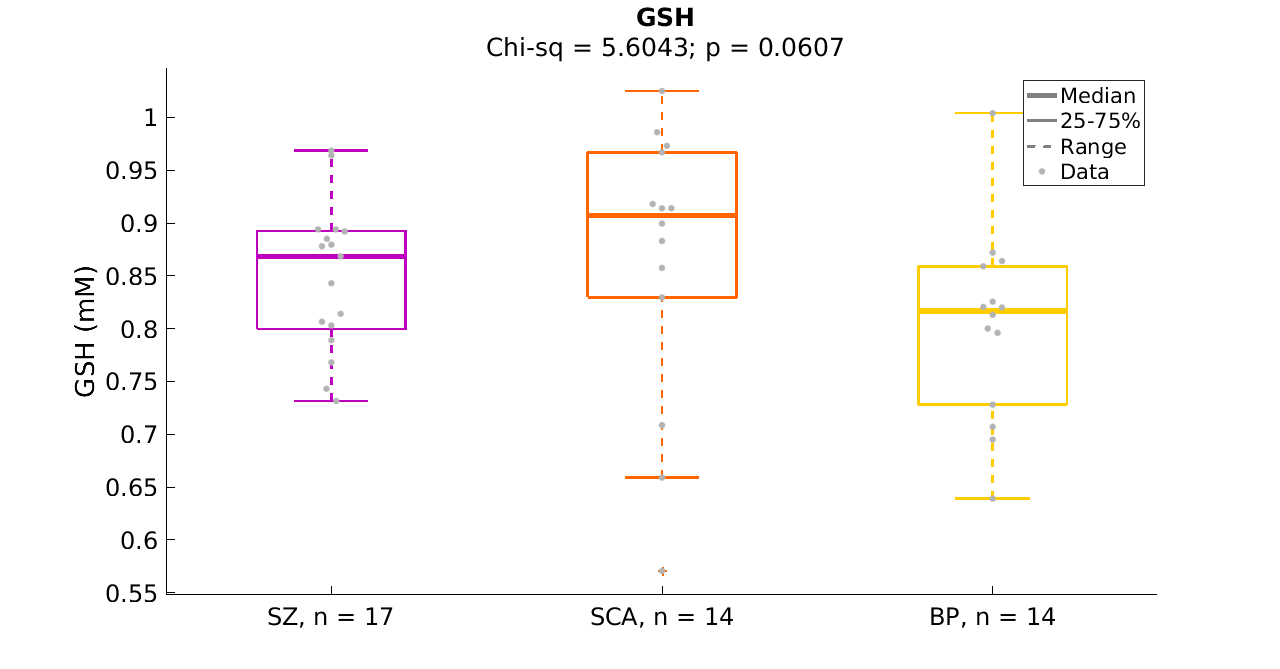 GSH
Chi-sq = 5.6043; p = 0.0607
GSH (mM)
1
0.95
0.9
0.85
0.8
0.75
0.7
0.65
0.6
0.55
SZ, n = 17
SCA, n = 14
BP, n = 14
Median
25-75%
Range
Data